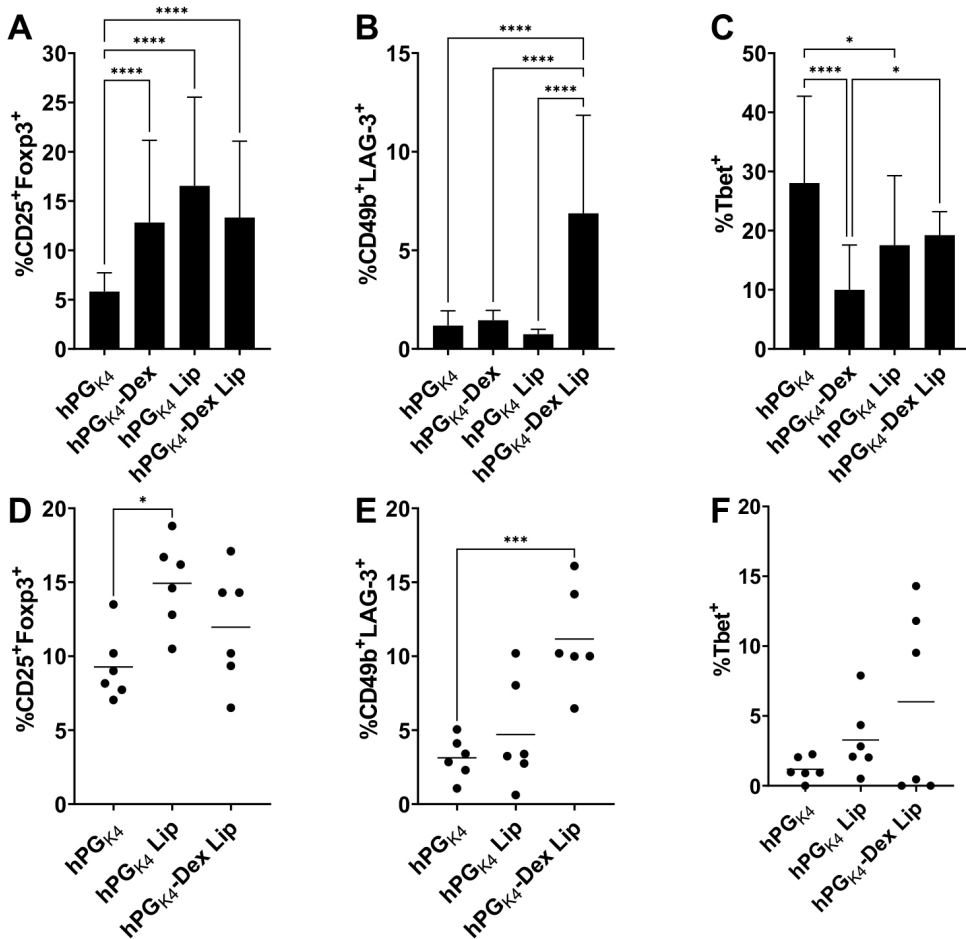 A
%CD25+Foxp3+
30
25
20
15
10
5
0
****
****
****
hPGK4
hPGK4-Dex
hPGK4 Lip
hPGK4-Dex Lip
B
%CD49b+LAG-3+
15
10
5
0
****
****
****
hPGK4
hPGK4-Dex
hPGK4 Lip
hPGK4-Dex Lip
C
%Tbet+
50
40
30
20
10
0
*
****
*
hPGK4
hPGK4-Dex
hPGK4 Lip
hPGK4-Dex Lip
D
%CD25+Foxp3+
20
15
10
5
0
*
hPGK4
hPGK4 Lip
hPGK4-Dex Lip
E
%CD49b+LAG-3+
20
15
10
5
0
***
hPGK4
hPGK4 Lip
hPGK4-Dex Lip
F
%Tbet+
20
15
10
5
0
hPGK4
hPGK4 Lip
hPGK4-Dex Lip